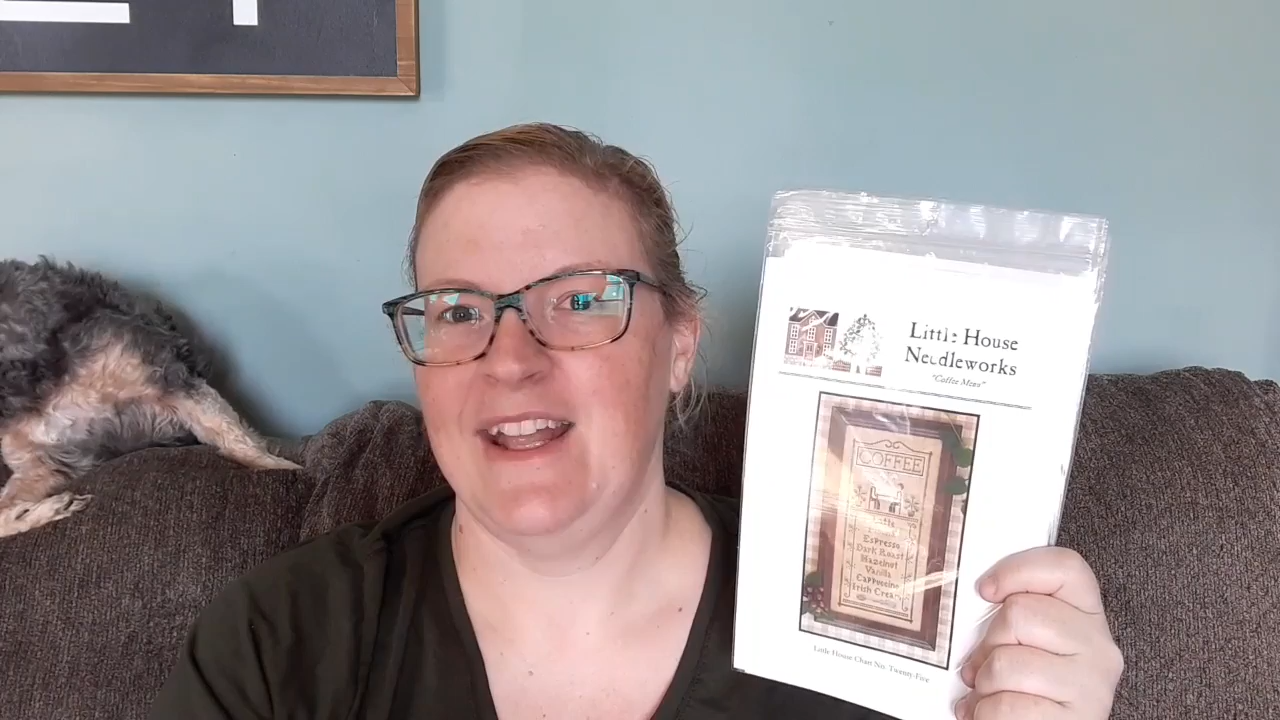 Little House
Needleworks
"Coffee Menu"
COFFEE
Espresso
Dark Roast
Hazelnut
Vanilla
Cappuccino
Irish Cream
Little House Chart No. Twenty-Five